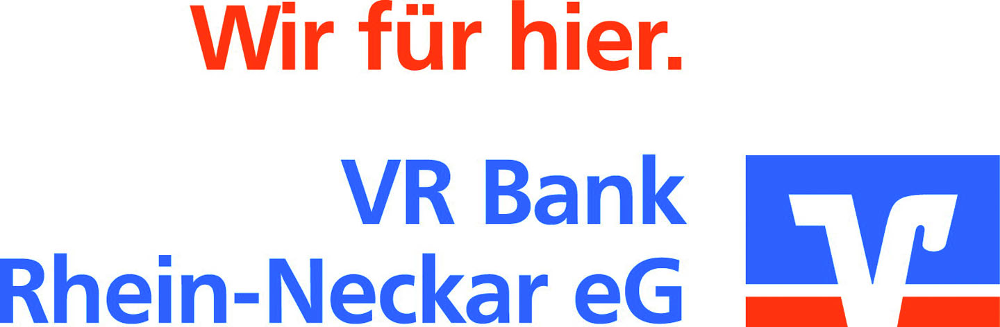 Wir für hier.
VR Bank
Rhein-Neckar eG